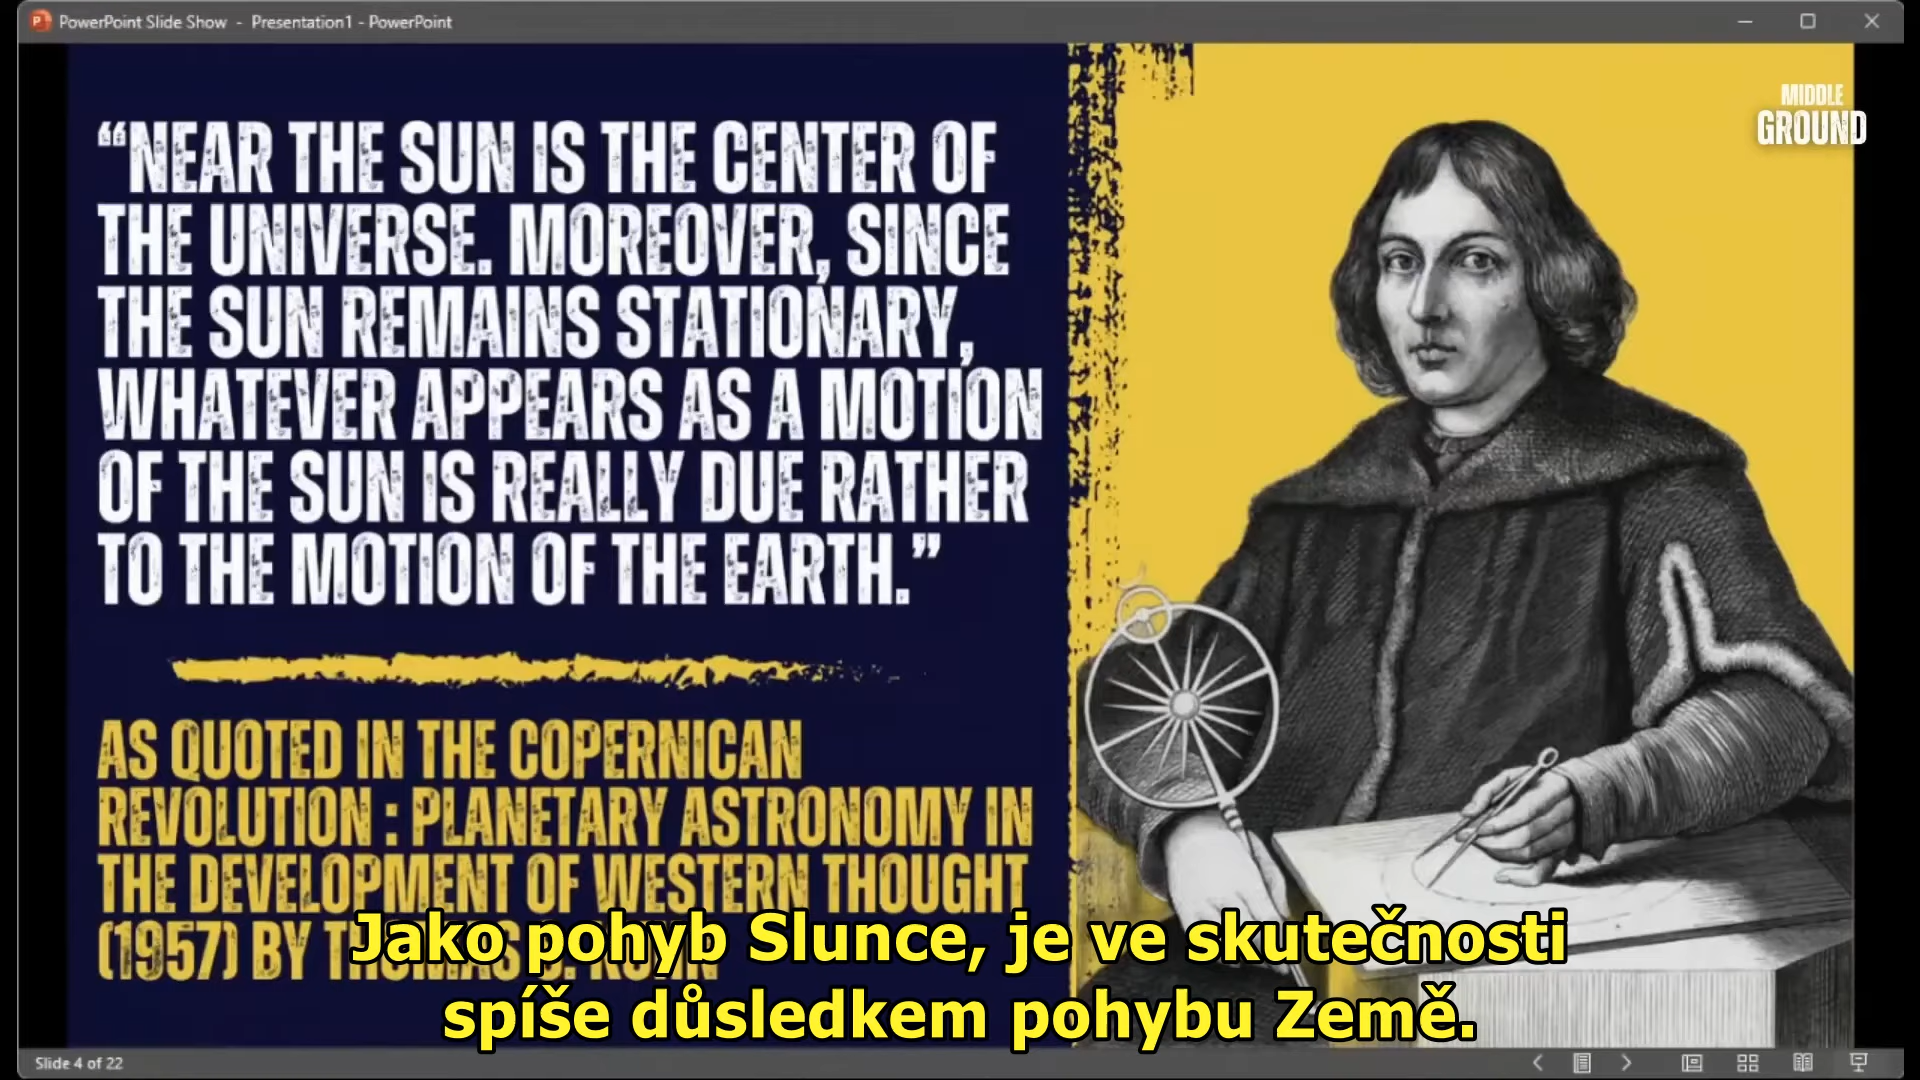 PowerPoint Slide Show - Presentation1 - PowerPoint
MIDDLE
GROUND
“NEAR THE SUN IS THE CENTER OF
THE UNIVERSE. MOREOVER, SINCE
THE SUN REMAINS STATIONARY,
WHATEVER APPEARS AS A MOTION
OF THE SUN IS REALLY DUE RATHER
TO THE MOTION OF THE EARTH.”
AS QUOTED IN THE COPERNICAN
REVOLUTION : PLANETARY ASTRONOMY IN
THE DEVELOPMENT OF WESTERN THOUGHT
(1957) BY THOMAS S. KUHN
Jako pohyb Slunce, je ve skutečnosti
spíše důsledkem pohybu Země.
Slide 4 of 22